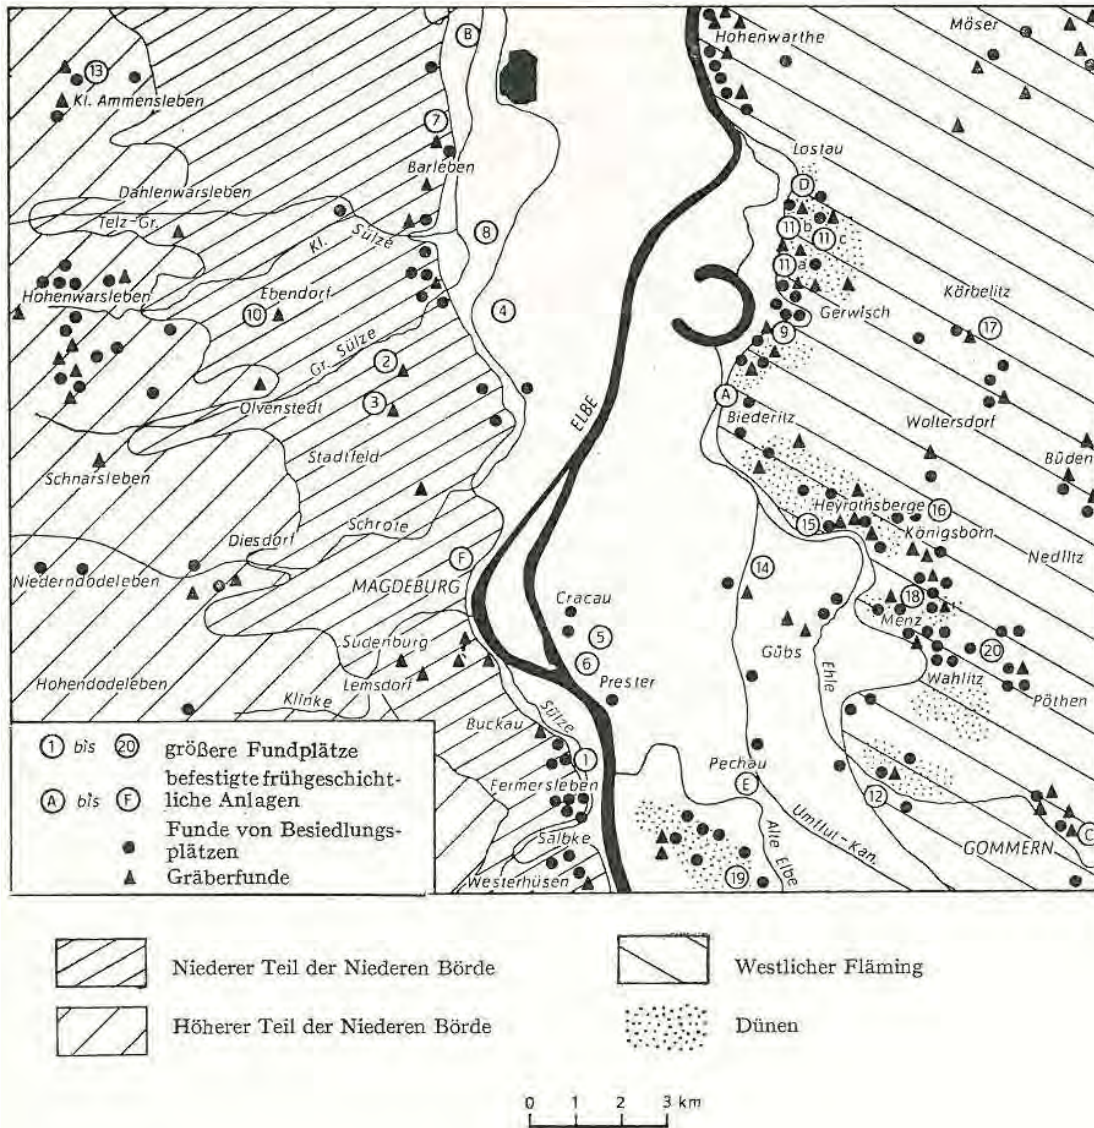 B
Hohenwarthe
Möser
13
Kl. Ammensleben
7
Barleben
Lostau
D
Dahlenwarsleben
Telz-Gr.
Kl. Sülze
8
11 b
11 c
11 a
Hohenwarsleben
Ebendorf
10
4
Körbelitz
Gerwisch
17
9
Gr. Sülze
2
3
Olvenstedt
ELBE
A
Biederitz
Woltersdorf
Büden
Stadtfeld
Schnarsleben
Schrote
Heyrothsberge
16
15
Königsborn
Diesdorf
F
Nedlitz
Niederndodeleben
MAGDEBURG
14
Cracau
18
Menz
5
Sudenburg
Gübs
20
6
Ehle
Wahlitz
Hohendodeleben
Lemsdorf
Klinke
Prester
Pöthen
Sülze
Buckau
1
Pechau
E
Fermersleben
12
Umflut-Kan.
C
Salbke
Alte Elbe
GOMMERN
19
Westerhüsen
1 bis 20 größere Fundplätze
A bis F befestigte frühgeschicht-
liche Anlagen
Funde von Besiedlungs-
plätzen
Gräberfunde
Niederer Teil der Niederen Börde
Westlicher Fläming
Höherer Teil der Niederen Börde
Dünen
0 1 2 3 km